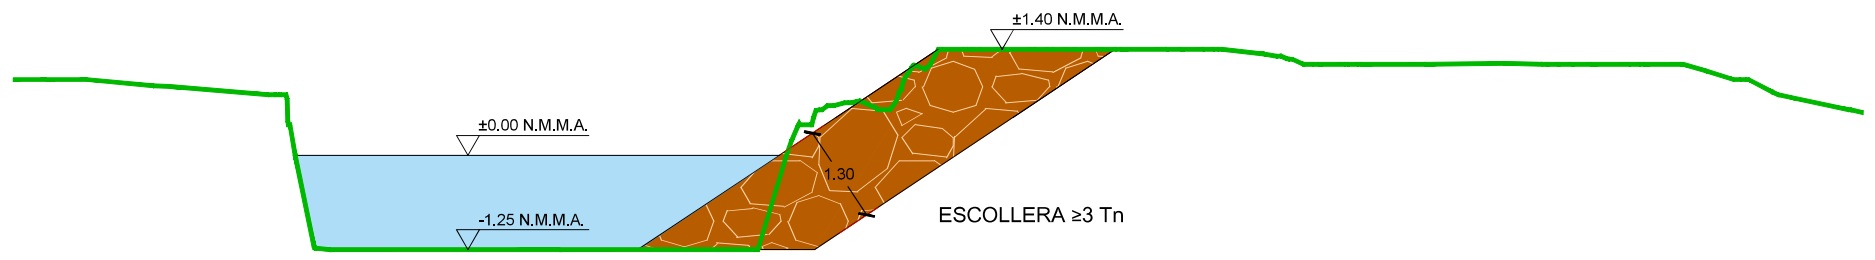 ±1.40 N.M.M.A.
±0.00 N.M.M.A.
1.30
-1.25 N.M.M.A.
ESCOLLERA ≥3 Tn